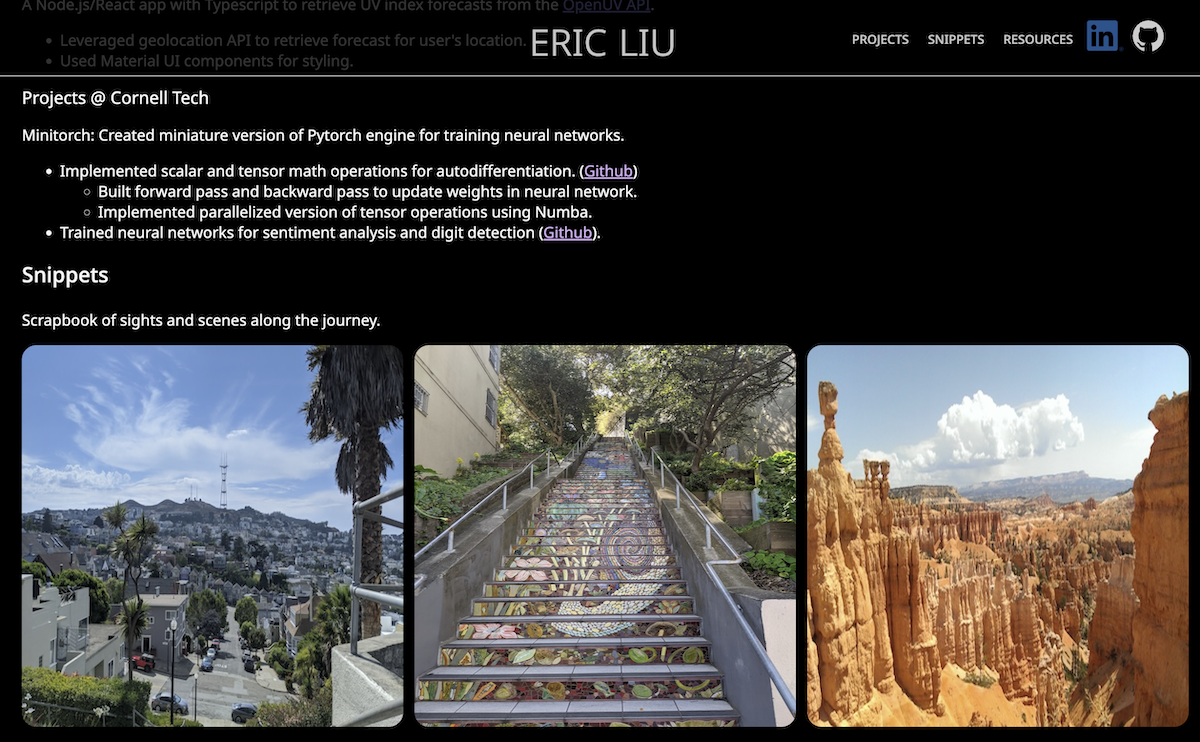 A Node.js/React app with Typescript to retrieve UV index forecasts from the OpenUV API.
Leveraged geolocation API to retrieve forecast for user's location.
Used Material UI components for styling.
ERIC LIU
PROJECTS
SNIPPETS
RESOURCES
in
Projects @ Cornell Tech
Minitorch: Created miniature version of Pytorch engine for training neural networks.
Implemented scalar and tensor math operations for autodifferentiation. (Github)
Built forward pass and backward pass to update weights in neural network.
Implemented parallelized version of tensor operations using Numba.
Trained neural networks for sentiment analysis and digit detection (Github).
Snippets
Scrapbook of sights and scenes along the journey.